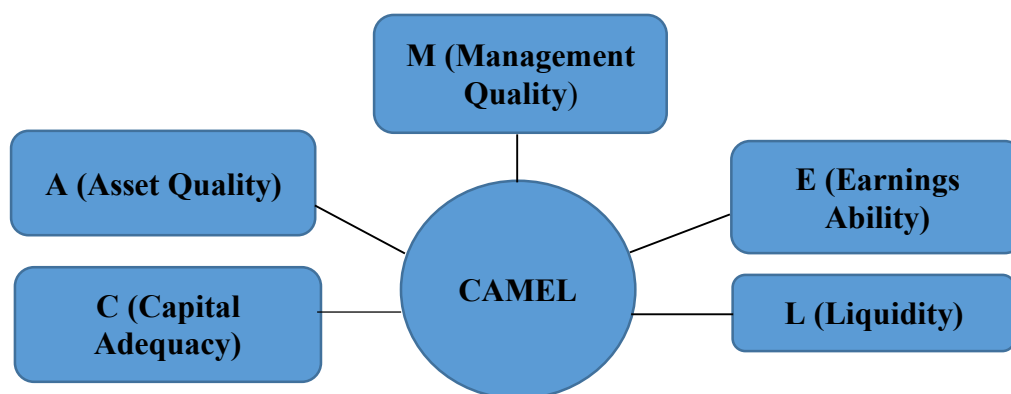 M (Management
Quality)
A (Asset Quality)
E (Earnings
Ability)
CAMEL
C (Capital
Adequacy)
L (Liquidity)